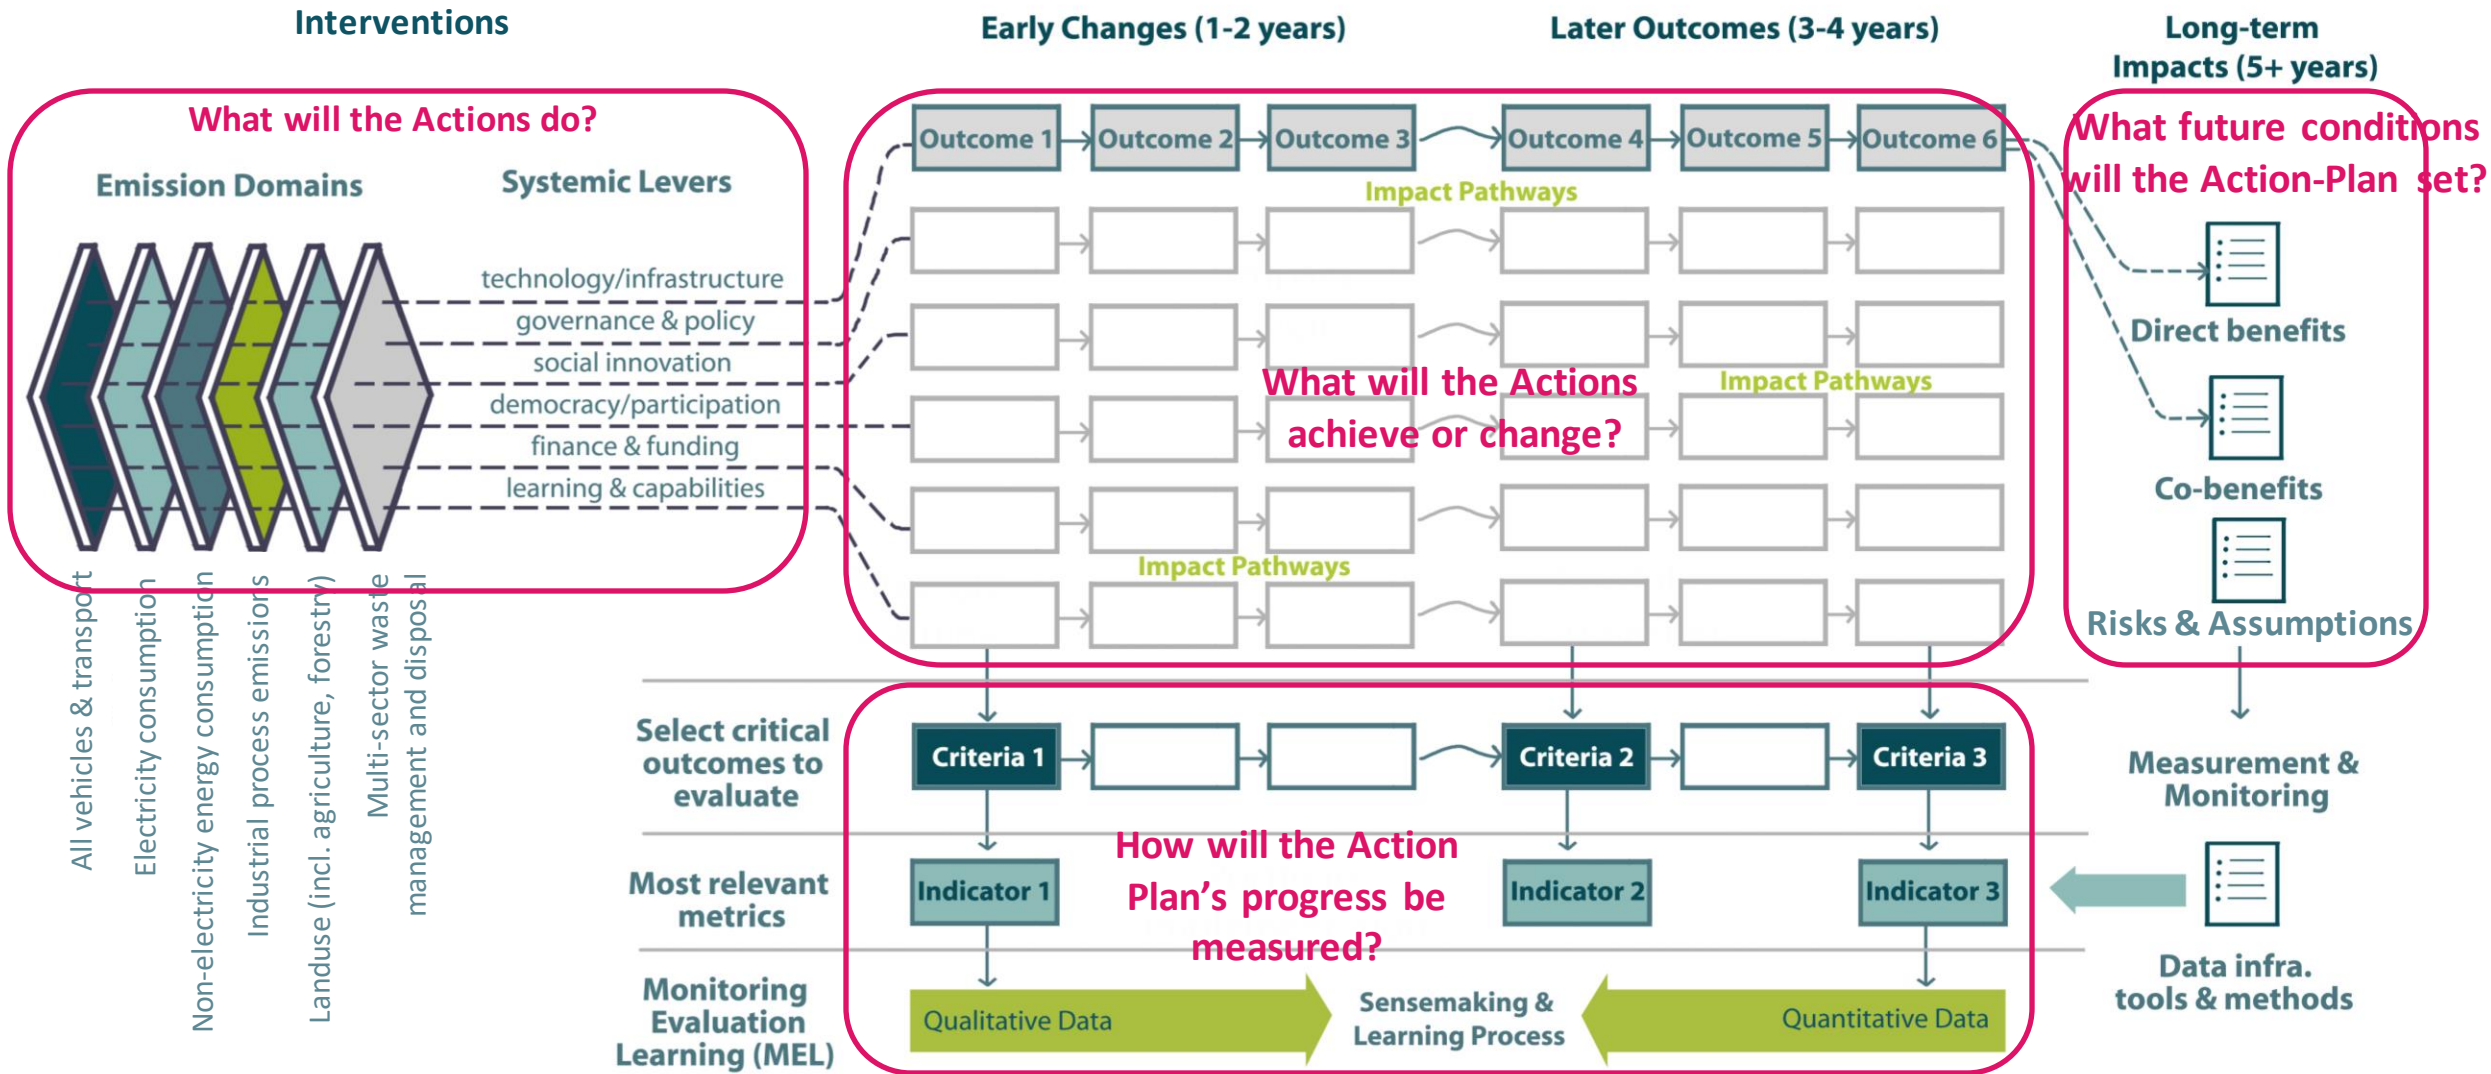 Interventions
Early Changes (1-2 years)
Later Outcomes (3-4 years)
Long-term
Impacts (5+ years)
What will the Actions do?
Emission Domains
Systemic Levers
technology/infrastructure
governance & policy
social innovation
democracy/participation
finance & funding
learning & capabilities
All vehicles & transport
Electricity consumption
Non-electricity energy consumption
Industrial process emissions
Landuse (incl. agriculture, forestry)
Multi-sector waste
management and disposal
Outcome 1
Outcome 2
Outcome 3
Outcome 4
Outcome 5
Outcome 6
Impact Pathways
What will the Actions
achieve or change?
Impact Pathways
Impact Pathways
What future conditions
will the Action-Plan set?
Direct benefits
Co-benefits
Risks & Assumptions
Select critical
outcomes to
evaluate
Criteria 1
Criteria 2
Criteria 3
Measurement &
Monitoring
How will the Action
Plan's progress be
measured?
Most relevant
metrics
Indicator 1
Indicator 2
Indicator 3
Data infra.
tools & methods
Monitoring
Evaluation
Learning (MEL)
Qualitative Data
Sensemaking &
Learning Process
Quantitative Data